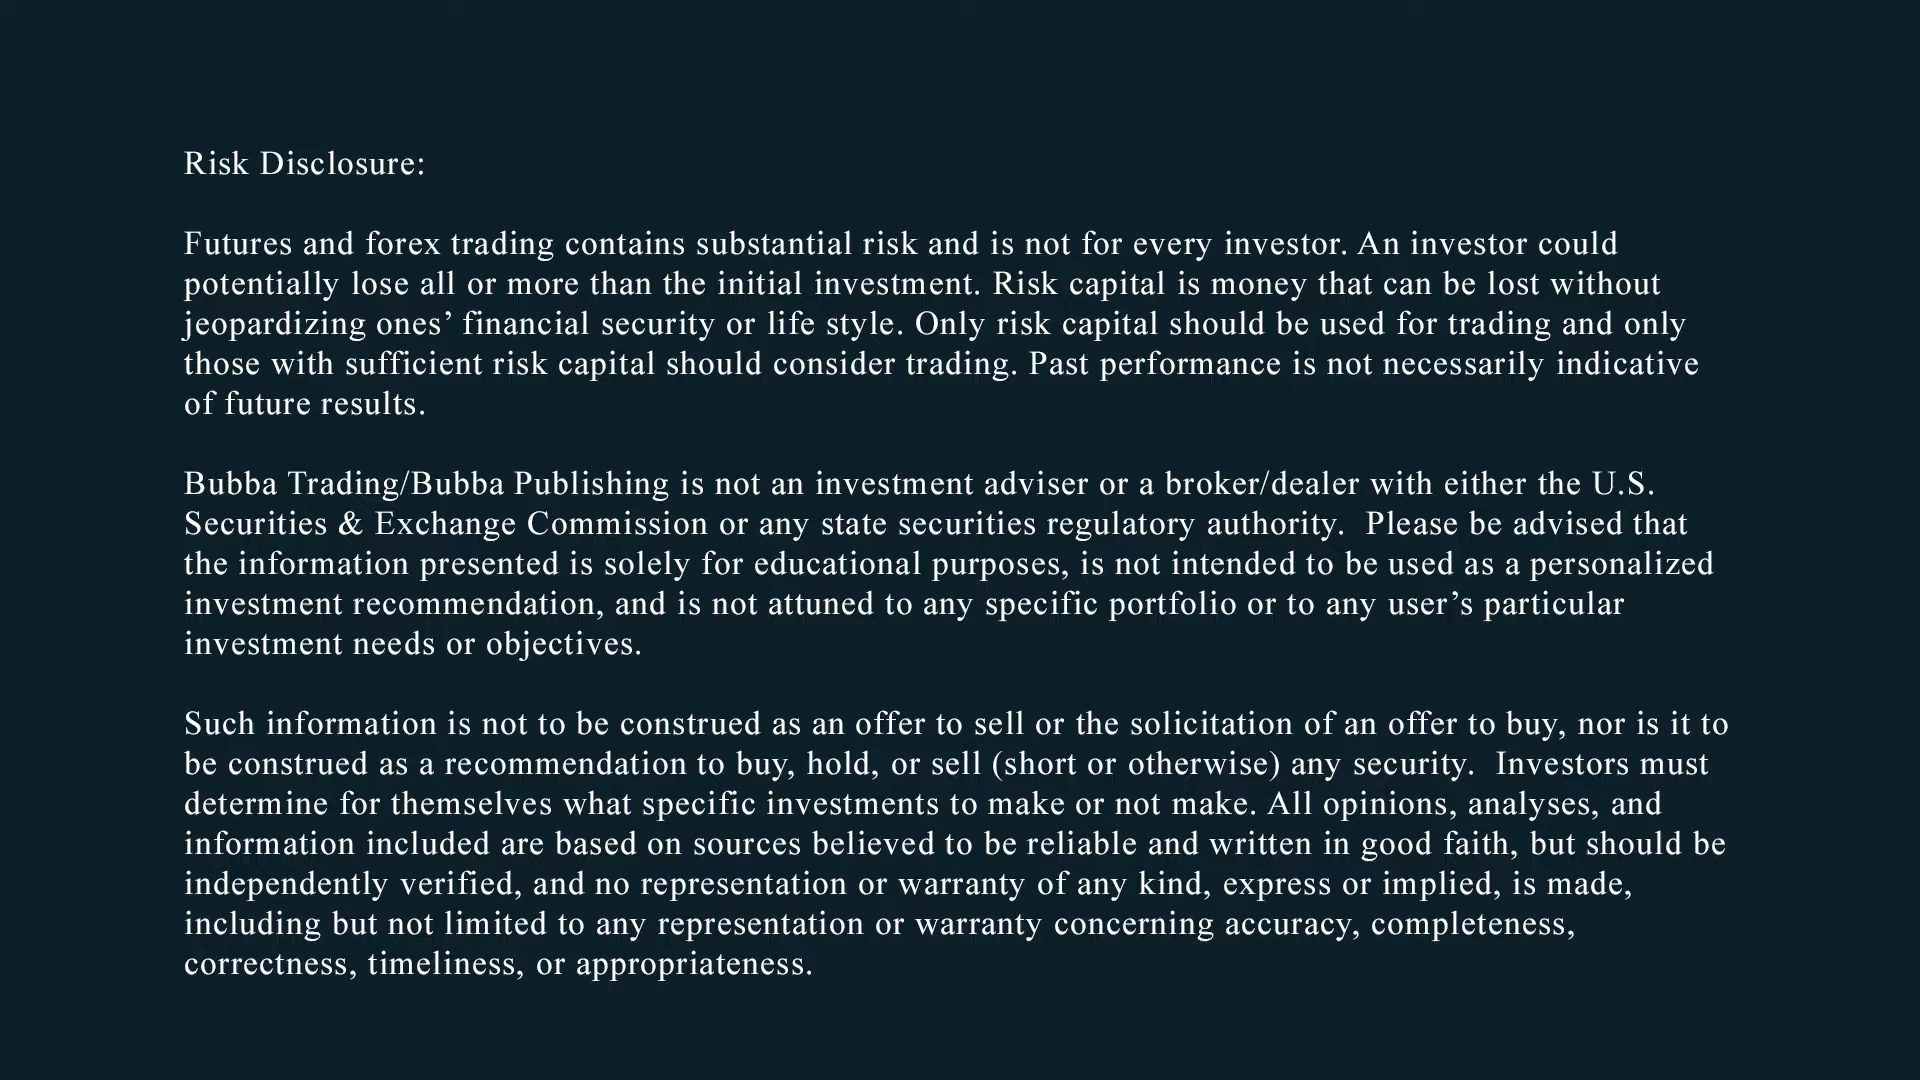 Risk Disclosure:
Futures and forex trading contains substantial risk and is not for every investor. An investor could
potentially lose all or more than the initial investment. Risk capital is money that can be lost without
jeopardizing ones’ financial security or life style. Only risk capital should be used for trading and only
those with sufficient risk capital should consider trading. Past performance is not necessarily indicative
of future results.
Bubba Trading/Bubba Publishing is not an investment adviser or a broker/dealer with either the U.S.
Securities & Exchange Commission or any state securities regulatory authority.  Please be advised that
the information presented is solely for educational purposes, is not intended to be used as a personalized
investment recommendation, and is not attuned to any specific portfolio or to any user’s particular
investment needs or objectives.
Such information is not to be construed as an offer to sell or the solicitation of an offer to buy, nor is it to
be construed as a recommendation to buy, hold, or sell (short or otherwise) any security.  Investors must
determine for themselves what specific investments to make or not make. All opinions, analyses, and
information included are based on sources believed to be reliable and written in good faith, but should be
independently verified, and no representation or warranty of any kind, express or implied, is made,
including but not limited to any representation or warranty concerning accuracy, completeness,
correctness, timeliness, or appropriateness.